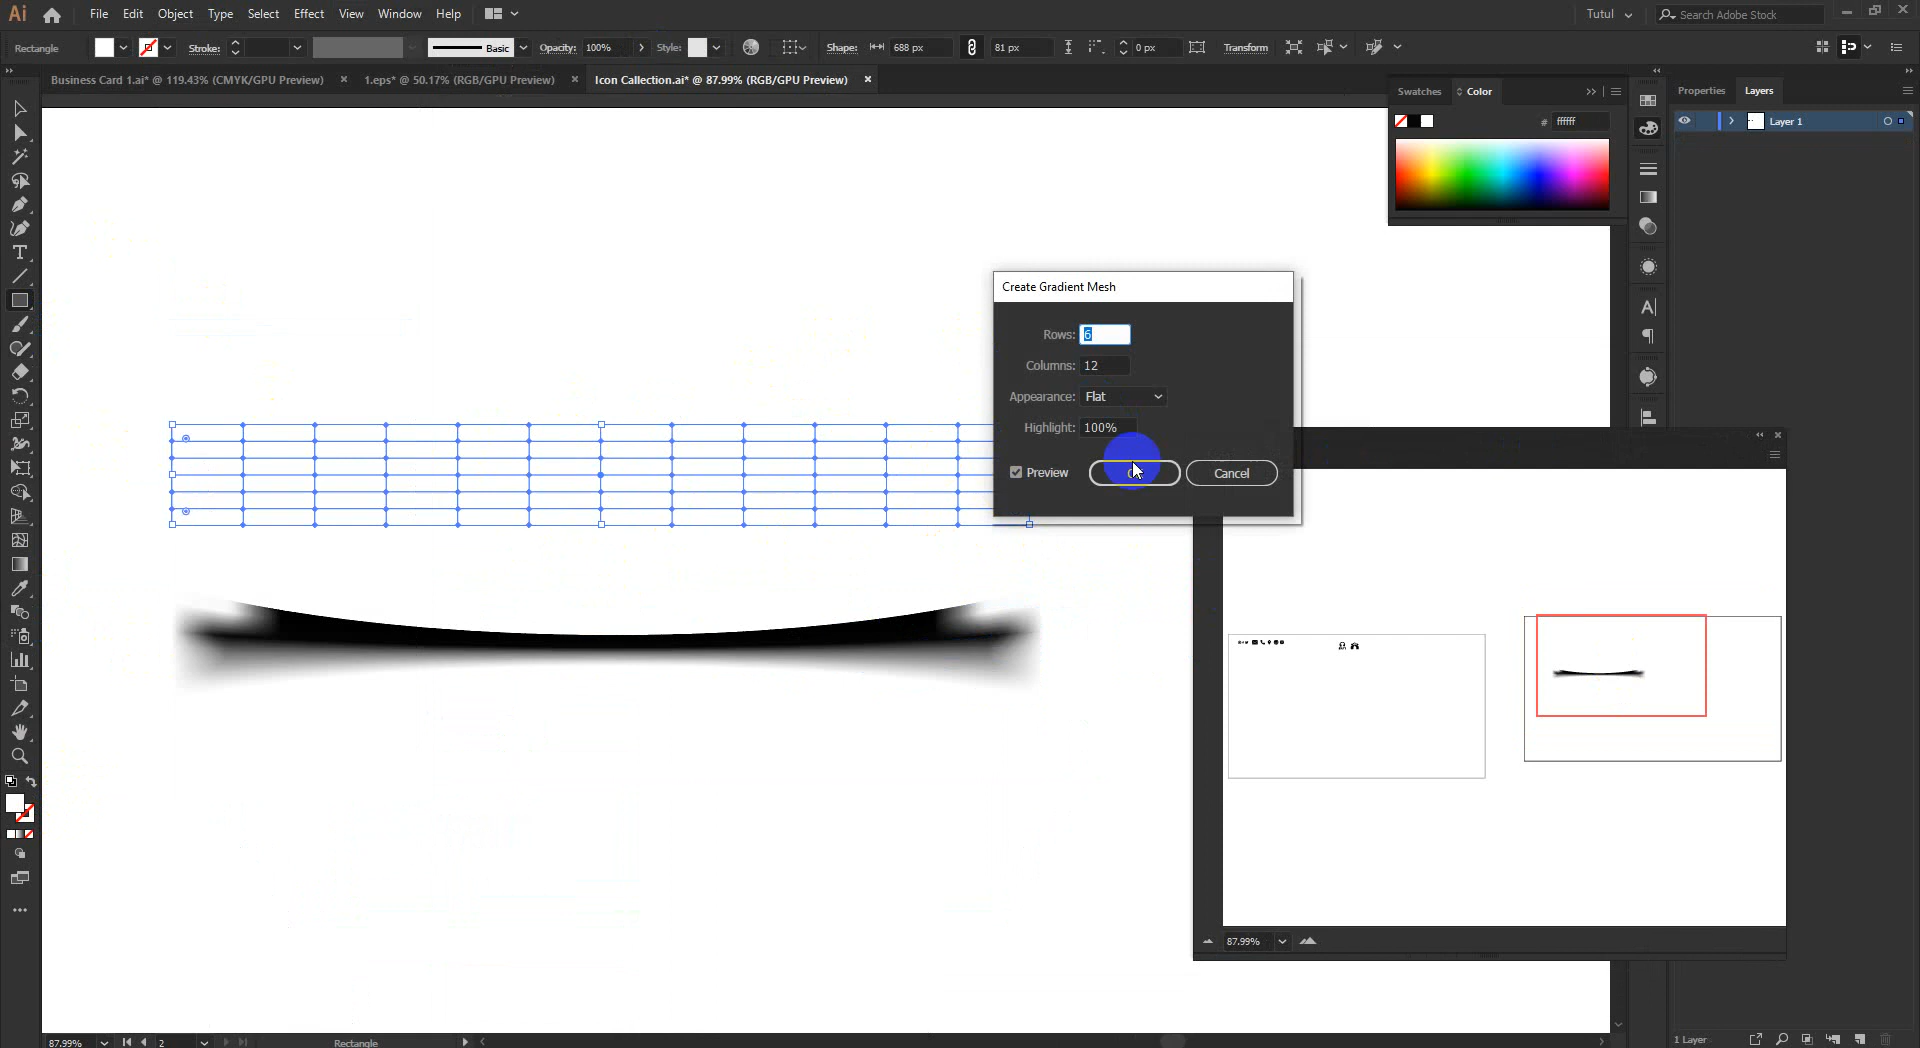 Ai File Edit Object Type Select Effect View Window Help Tutul Search Adobe Stock
Rectangle Stroke: Basic Opacity: 100% Style: Shape: 688 px 81 px 0 px Transform
Business Card 1.ai* @ 119.43% (CMYK/GPU Preview) × 1.eps* @ 50.17% (RGB/GPU Preview) × Icon Callection.ai* @ 87.99% (RGB/GPU Preview) ×
Swatches Color Properties Layers
# ffffff Layer 1
Create Gradient Mesh
Rows: 6
Columns: 12
Appearance: Flat
Highlight: 100%
Preview Cancel
87.99%
87.99% 2 Rectangle 1 Layer